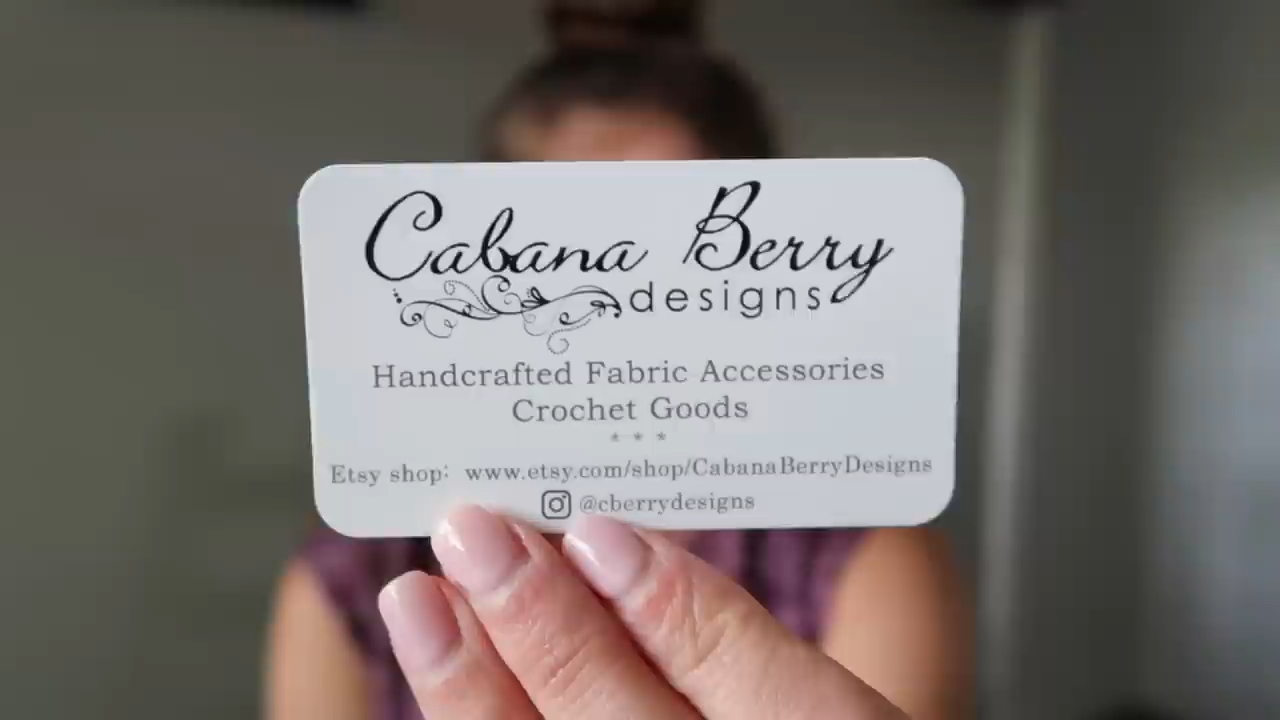 Cabana Berry
designs
Handcrafted Fabric Accessories
Crochet Goods
* * *
Etsy shop: www.etsy.com/shop/CabanaBerryDesigns
@cberrydesigns